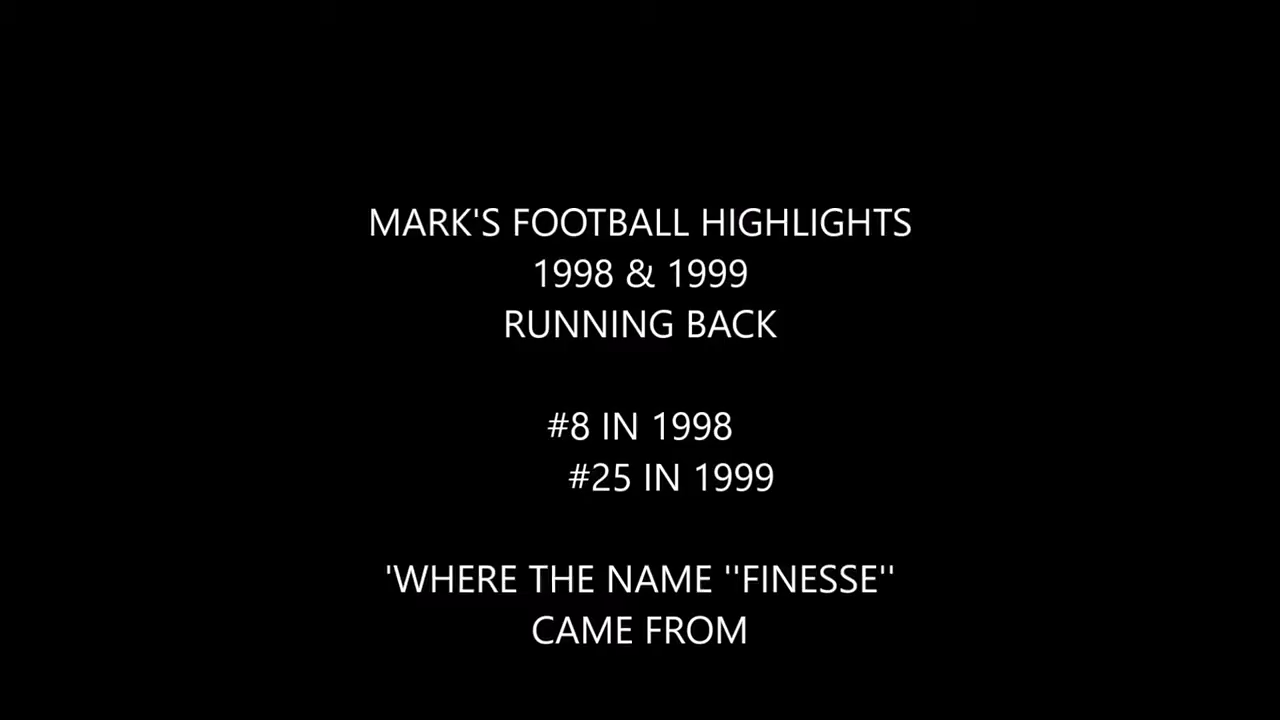 MARK'S FOOTBALL HIGHLIGHTS
1998 & 1999
RUNNING BACK
#8 IN 1998
#25 IN 1999
'WHERE THE NAME ''FINESSE''
CAME FROM